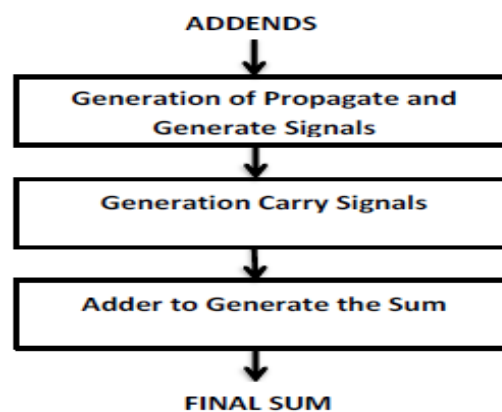 ADDENDS
Generation of Propagate and
Generate Signals
Generation Carry Signals
Adder to Generate the Sum
FINAL SUM